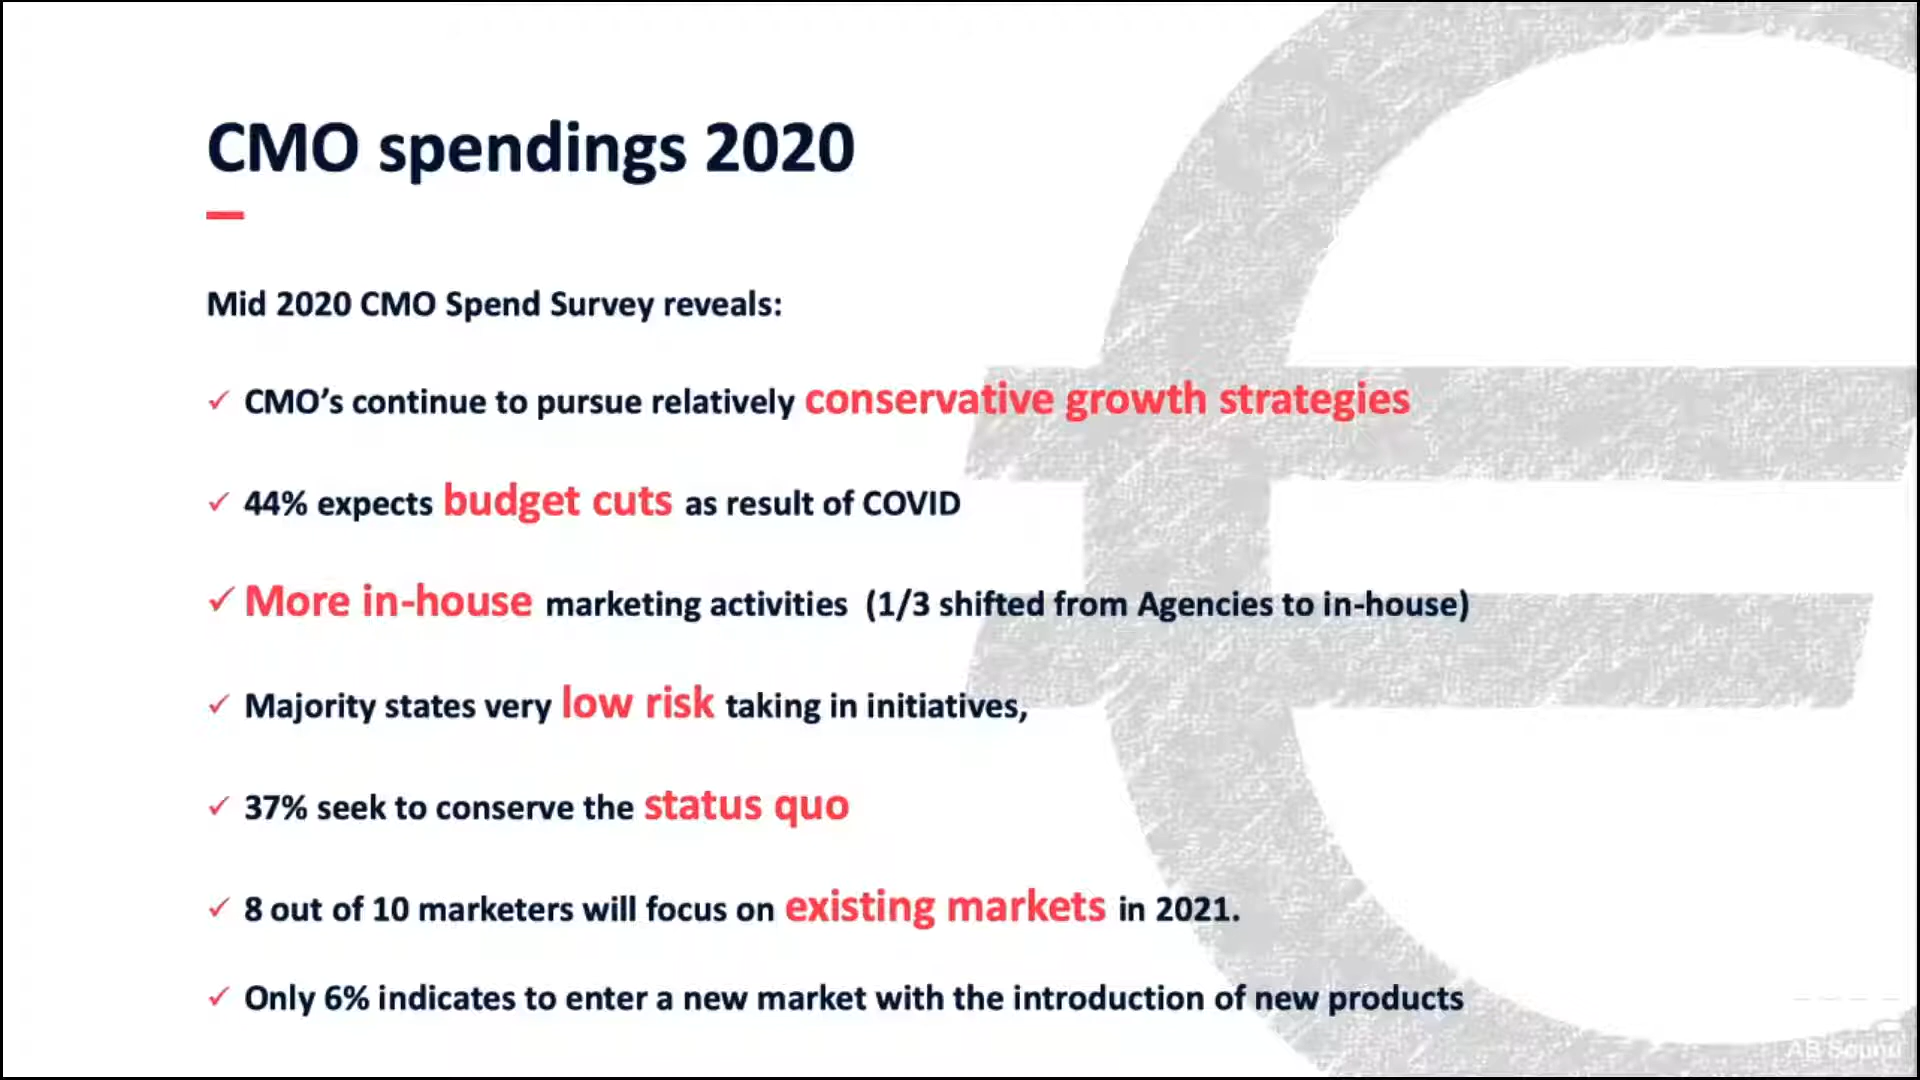 CMO spendings 2020
Mid 2020 CMO Spend Survey reveals:
✓ CMO’s continue to pursue relatively conservative growth strategies
✓ 44% expects budget cuts as result of COVID
✓ More in-house marketing activities (1/3 shifted from Agencies to in-house)
✓ Majority states very low risk taking in initiatives,
✓ 37% seek to conserve the status quo
✓ 8 out of 10 marketers will focus on existing markets in 2021.
✓ Only 6% indicates to enter a new market with the introduction of new products
AB Sound